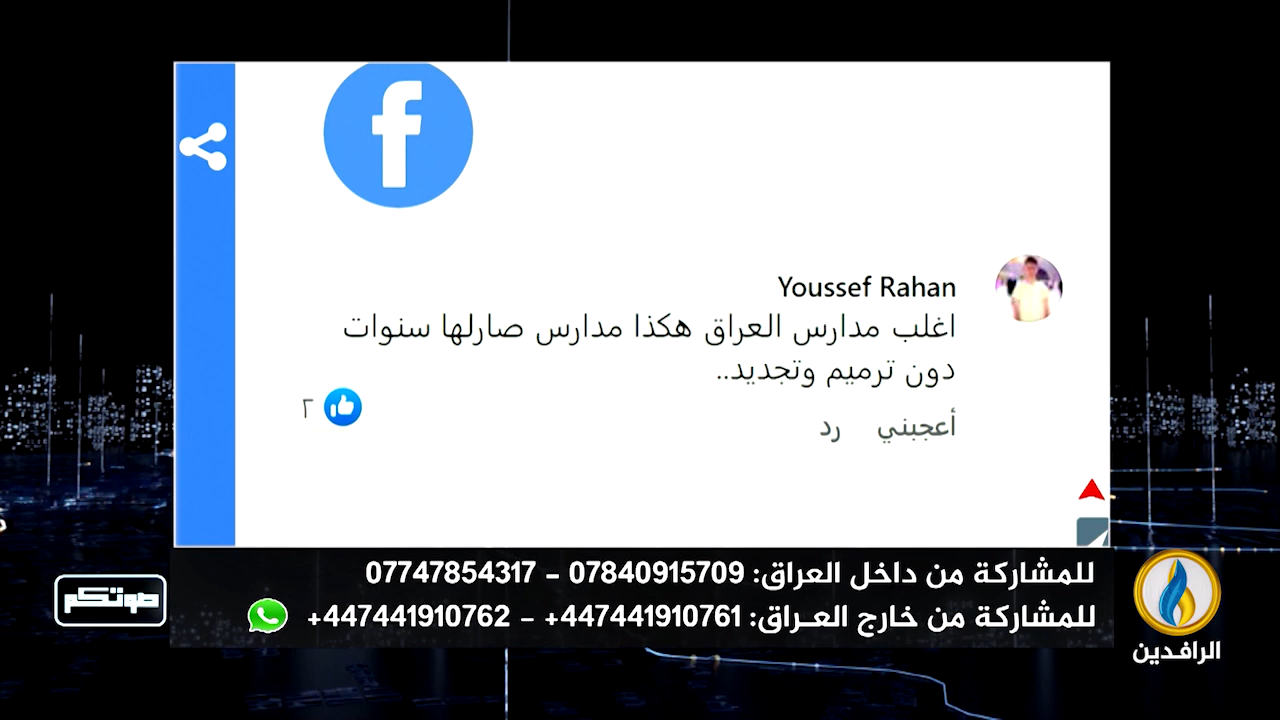 f
Youssef Rahan
اغلب مدارس العراق هكذا مدارس صارلها سنوات
دون ترميم وتجديد..
أعجبني رد
٢
للمشاركة من داخل العراق: 07840915709 - 07747854317
للمشاركة من خارج العـراق: 447441910761+ - 447441910762+
صوتكم
الرافدين